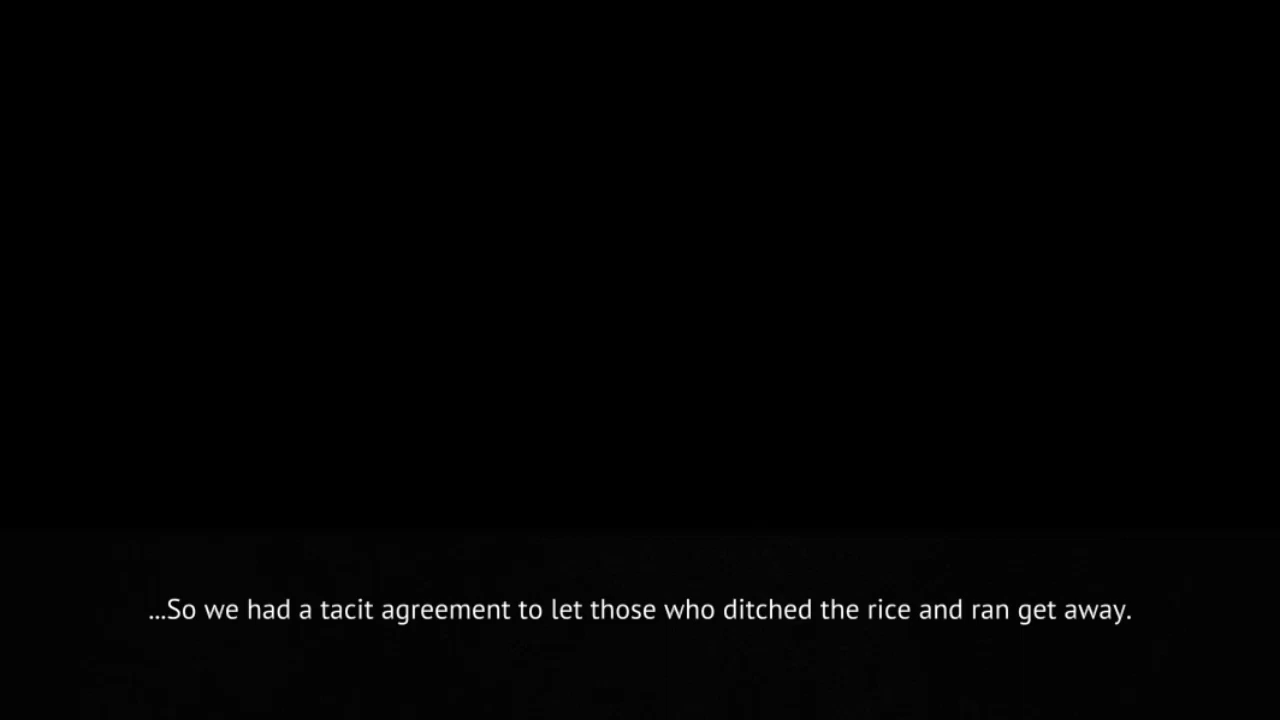 ...So we had a tacit agreement to let those who ditched the rice and ran get away.